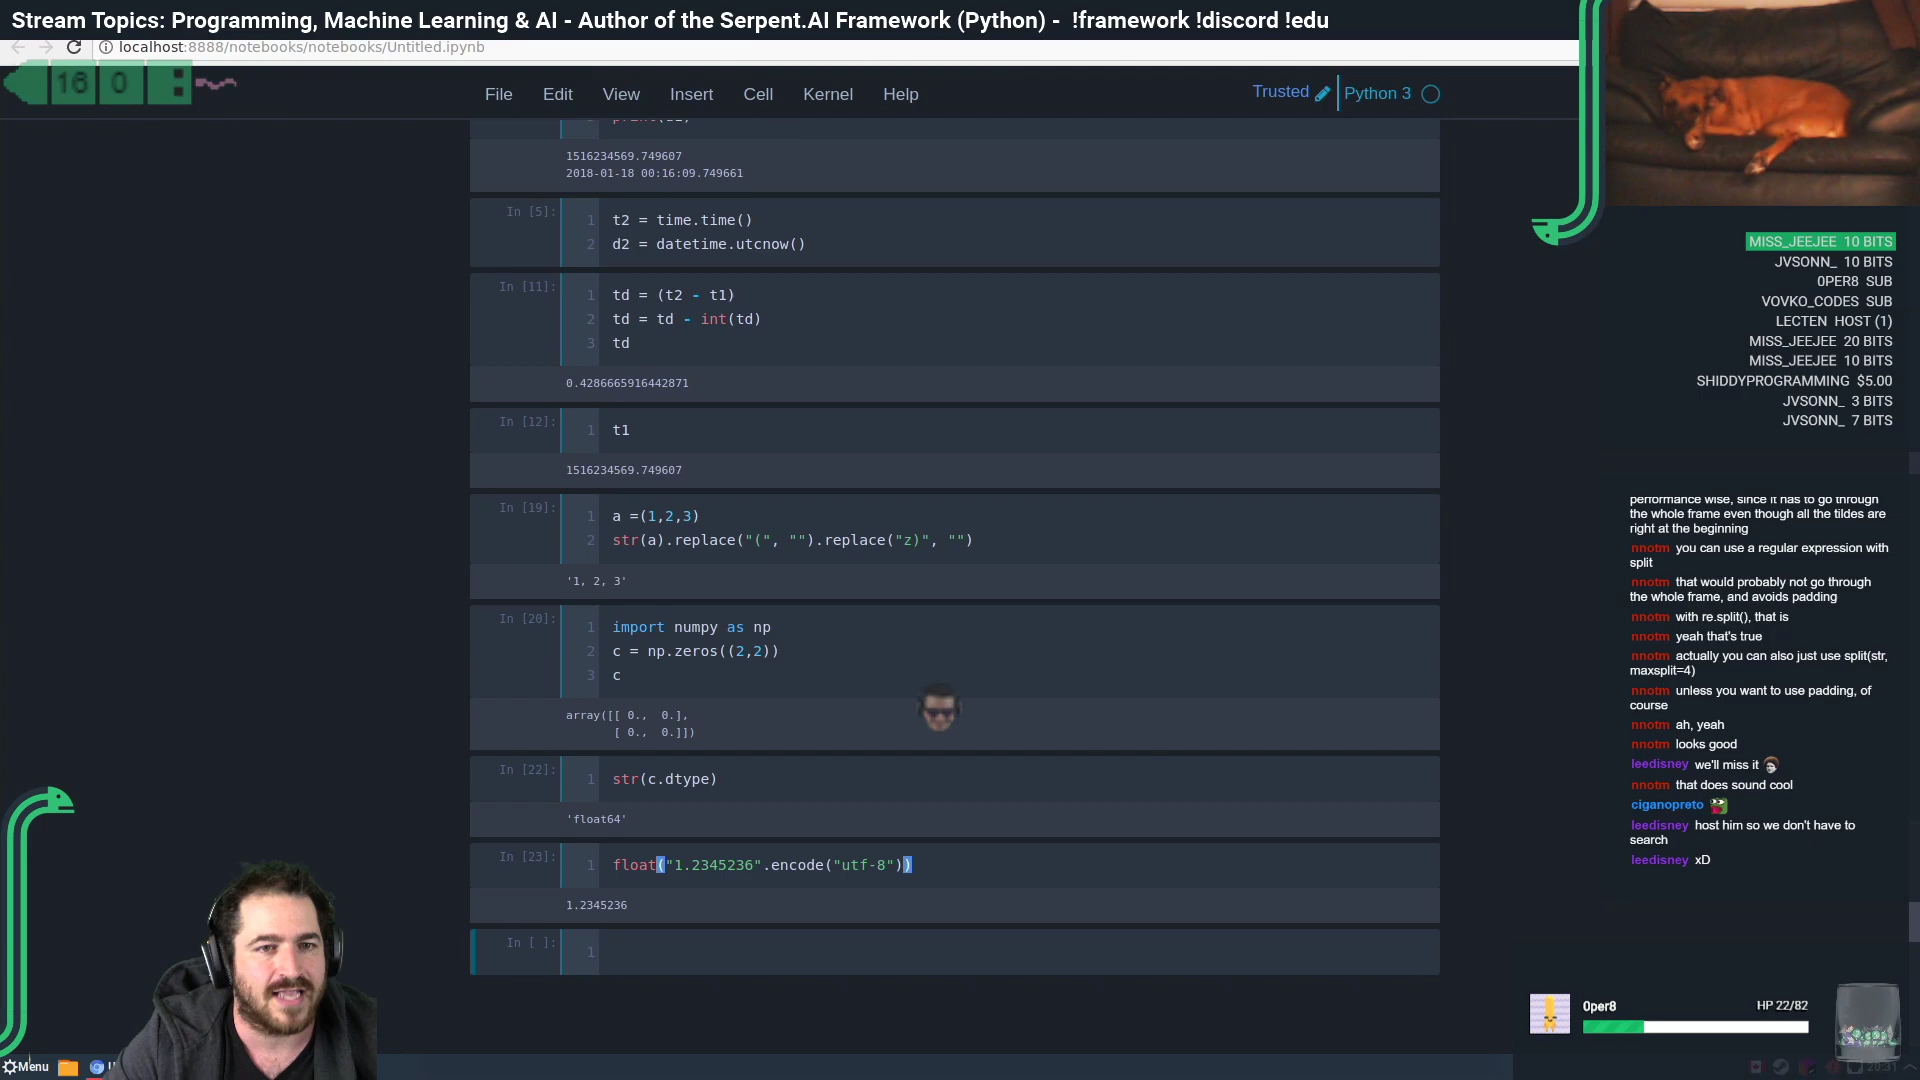 Stream Topics: Programming, Machine Learning & AI - Author of the Serpent.AI Framework (Python) -  !framework !discord !edu
localhost:8888/notebooks/notebooks/Untitled.ipynb
16 0 :
File Edit View Insert Cell Kernel Help
Trusted Python 3
1516234569.749607
2018-01-18 00:16:09.749661
In [5]:
1 t2 = time.time()
2 d2 = datetime.utcnow()
In [11]:
1 td = (t2 - t1)
2 td = td - int(td)
3 td
0.4286665916442871
In [12]:
1 t1
1516234569.749607
In [19]:
1 a =(1,2,3)
2 str(a).replace("(", "").replace("z)", "")
'1, 2, 3'
In [20]:
1 import numpy as np
2 c = np.zeros((2,2))
3 c
array([[ 0.,  0.],
       [ 0.,  0.]])
In [22]:
1 str(c.dtype)
'float64'
In [23]:
1 float("1.2345236".encode("utf-8"))
1.2345236
In [ ]:
1
MISS_JEEJEE 10 BITS
JVSONN_ 10 BITS
0PER8 SUB
VOVKO_CODES SUB
LECTEN HOST (1)
MISS_JEEJEE 20 BITS
MISS_JEEJEE 10 BITS
SHIDDYPROGRAMMING $5.00
JVSONN_ 3 BITS
JVSONN_ 7 BITS
performance wise, since it has to go through
the whole frame even though all the tildes are
right at the beginning
nnotm you can use a regular expression with
split
nnotm that would probably not go through
the whole frame, and avoids padding
nnotm with re.split(), that is
nnotm yeah that's true
nnotm actually you can also just use split(str,
maxsplit=4)
nnotm unless you want to use padding, of
course
nnotm ah, yeah
nnotm looks good
leedisney we'll miss it
nnotm that does sound cool
ciganopreto
leedisney host him so we don't have to
search
leedisney xD
0per8 HP 22/82
Menu
20:31